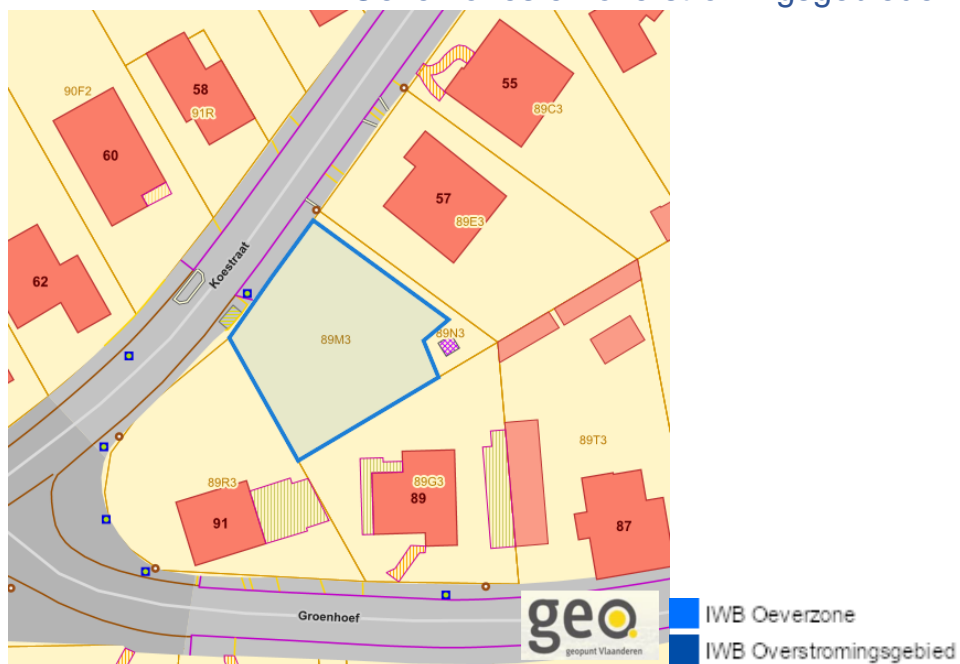 90F2
58
91R
55
89C3
60
57
89E3
62
Koestraat
89M3
89N3
89T3
89R3
89G3
89
91
87
Groenhoef
geo.
geopunt Vlaanderen
IWB Oeverzone
IWB Overstromingsgebied